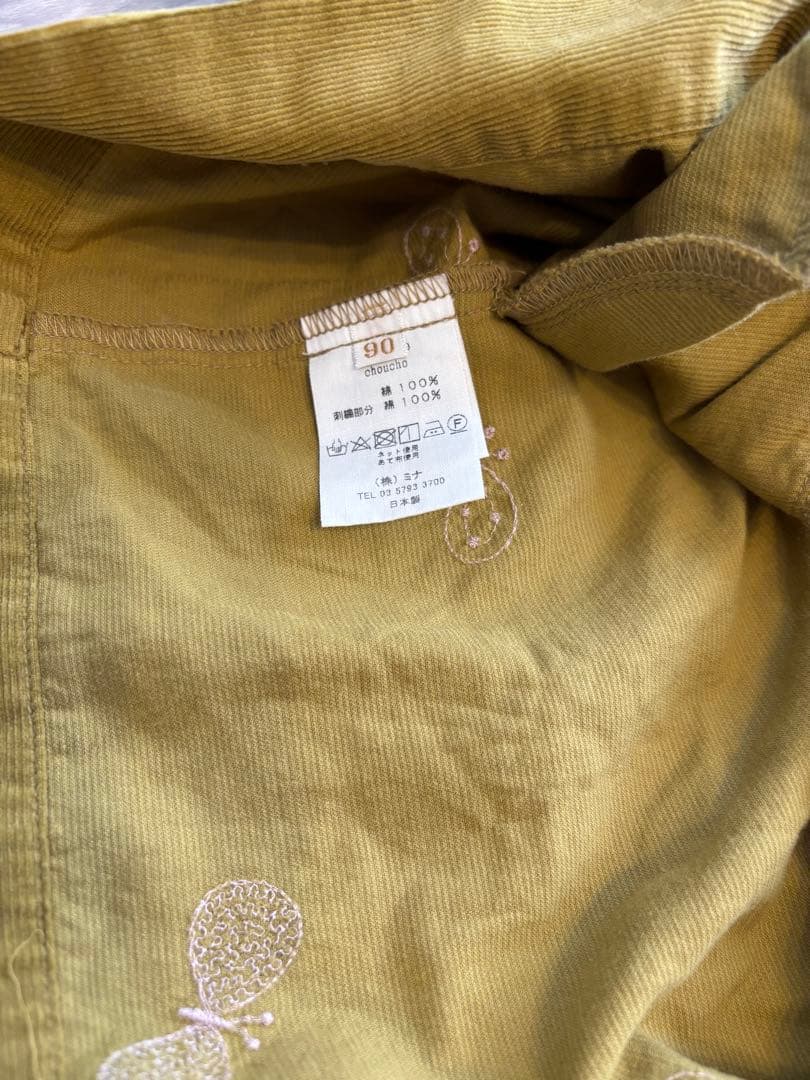 90
choucho
綿 100%
刺繍部分 綿 100%
F
ネット使用
あて布使用
(株) ミナ
TEL 03 5793 3700
日本製